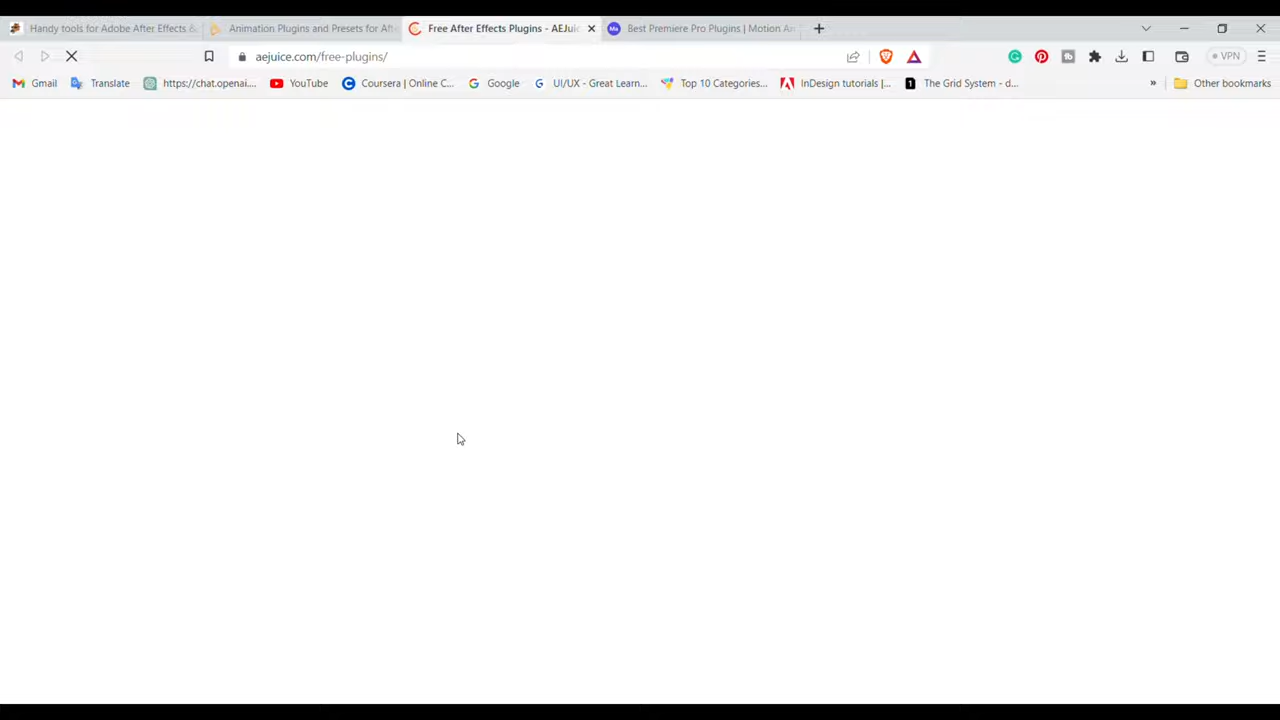 Handy tools for Adobe After Effects &
Animation Plugins and Presets for Afte
Free After Effects Plugins - AEJuic
Best Premiere Pro Plugins | Motion An
aejuice.com/free-plugins/
VPN
Gmail
Translate
https://chat.openai....
YouTube
Coursera | Online C...
Google
UI/UX - Great Learn...
Top 10 Categories...
InDesign tutorials |...
The Grid System - d...
»
Other bookmarks